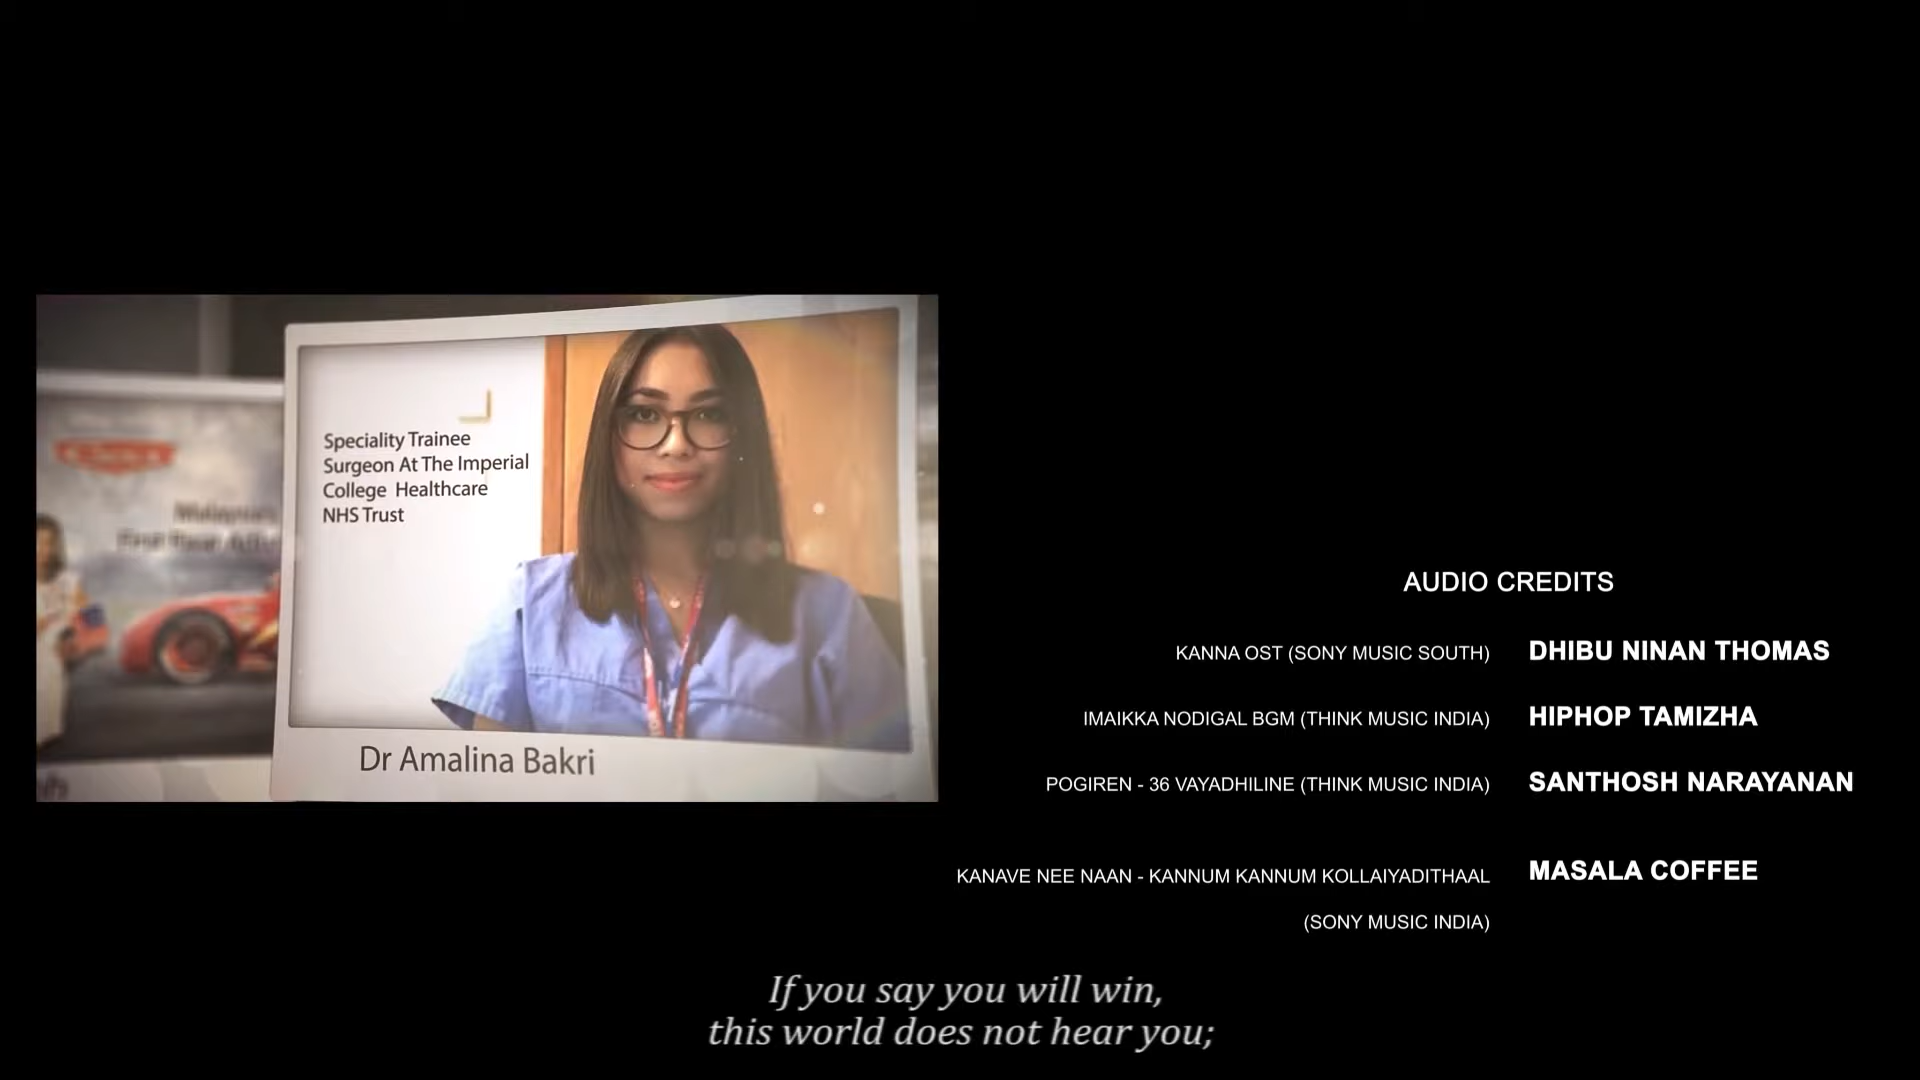 Speciality Trainee
Surgeon At The Imperial
College Healthcare
NHS Trust
Dr Amalina Bakri
AUDIO CREDITS
KANNA OST (SONY MUSIC SOUTH) DHIBU NINAN THOMAS
IMAIKKA NODIGAL BGM (THINK MUSIC INDIA) HIPHOP TAMIZHA
POGIREN - 36 VAYADHILINE (THINK MUSIC INDIA) SANTHOSH NARAYANAN
KANAVE NEE NAAN - KANNUM KANNUM KOLLAIYADITHAAL MASALA COFFEE
(SONY MUSIC INDIA)
If you say you will win,
this world does not hear you;